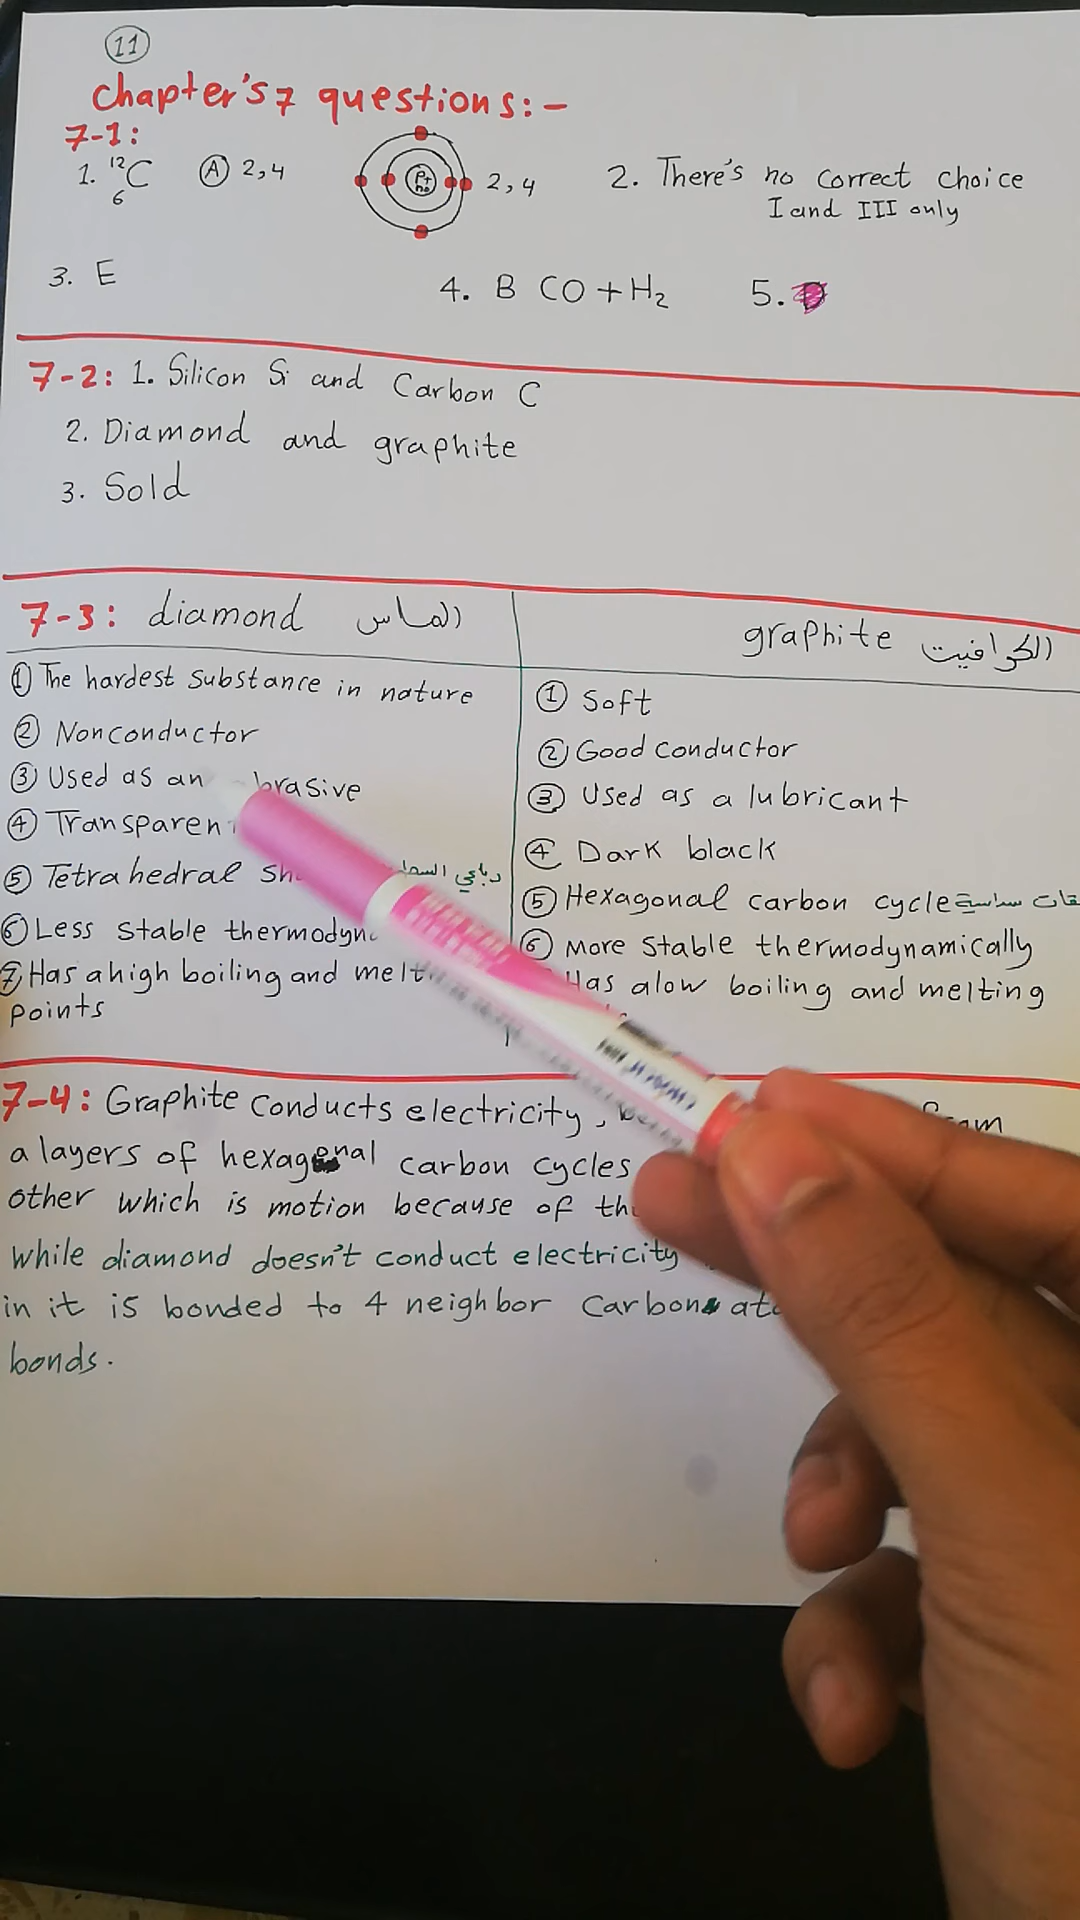 11
Chapter's 7 questions:-
7-1:
1. ¹²₆C (A) 2,4
P+
n0
2,4
2. There's no correct choice
I and III only
3. E
4. B CO + H₂
5. D
7-2: 1. Silicon Si and Carbon C
2. Diamond and graphite
3. Sold
7-3: diamond الماس
① The hardest substance in nature
② Nonconductor
③ Used as an brasive
④ Transparen
⑤ Tetrahedral sh
⑥ Less stable thermodyn
⑦ Has a high boiling and melt
points
graphite الكرافيت
① Soft
② Good conductor
③ Used as a lubricant
④ Dark black
⑤ Hexagonal carbon cycle
⑥ more stable thermodynamically
Has a low boiling and melting
7-4: Graphite conducts electricity,
a layers of hexagonal carbon cycles
other which is motion because of th
while diamond doesn't conduct electricity
in it is bonded to 4 neighbor Carbon ato
bonds.